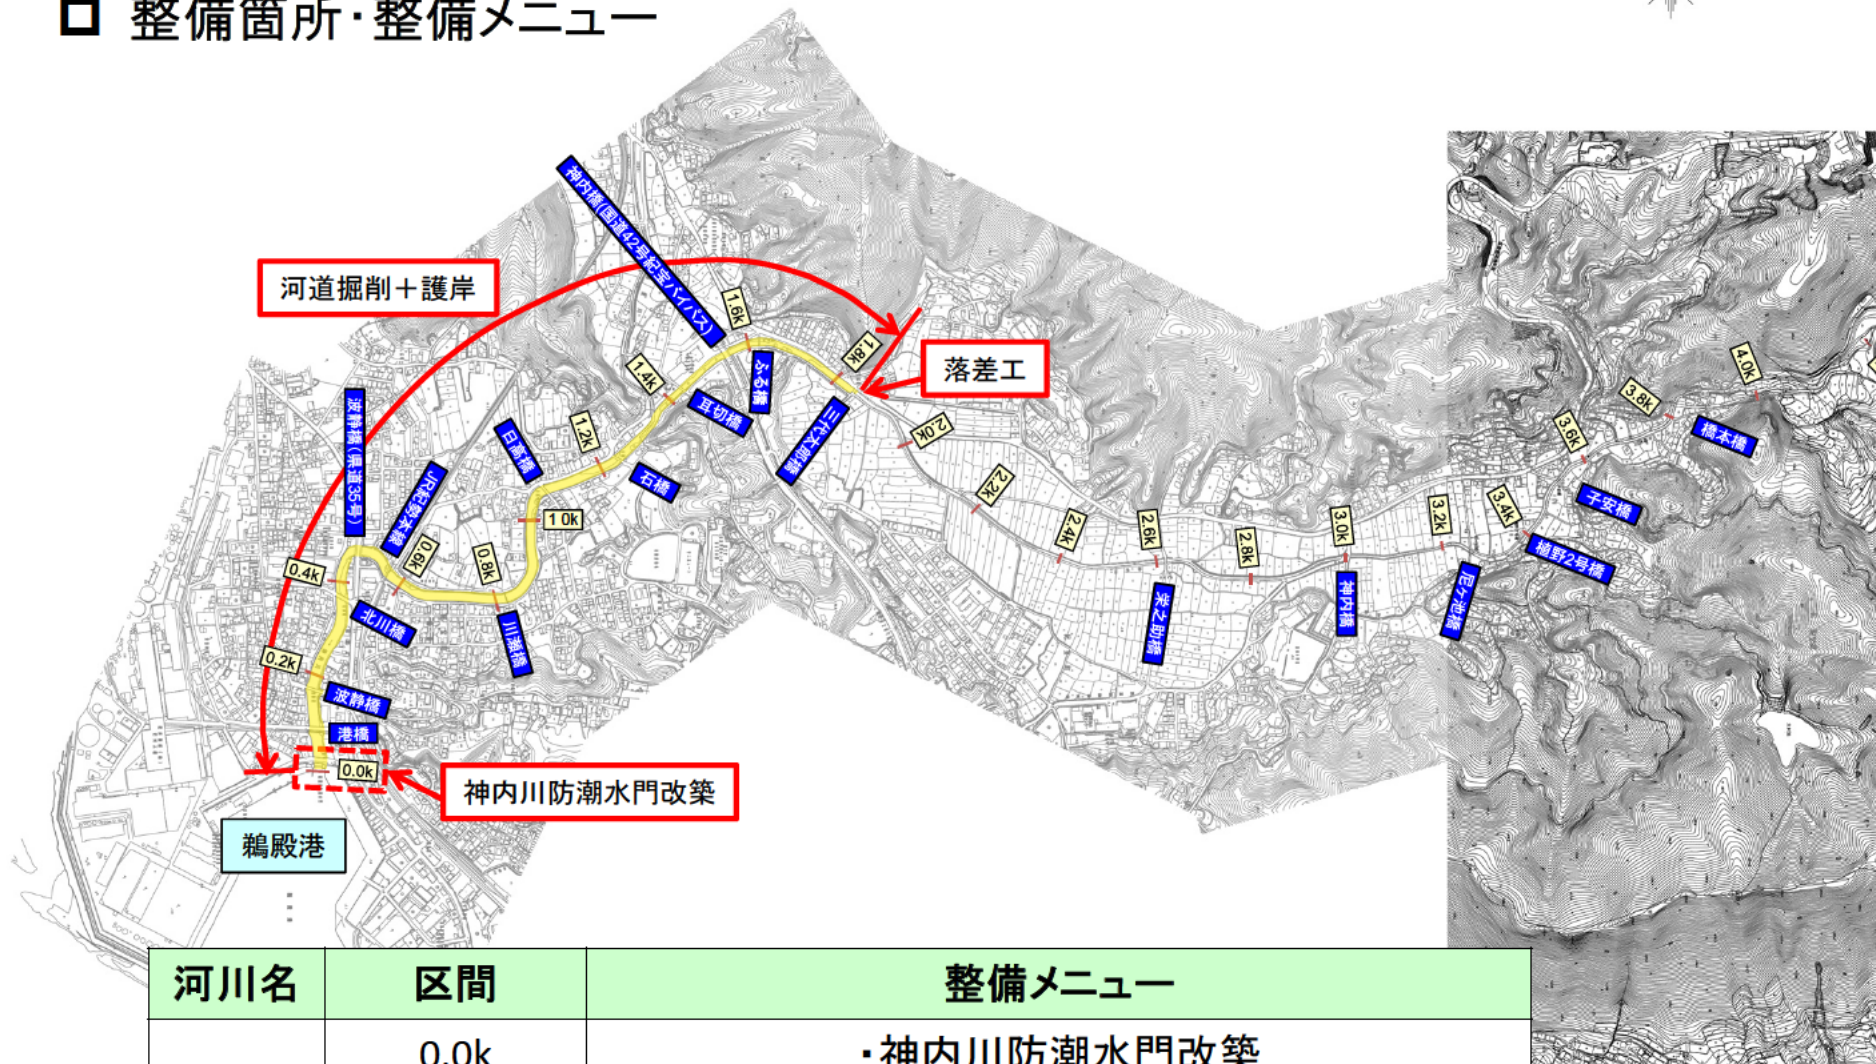 □ 整備箇所・整備メニュー
神内橋(国道42号紀宝バイパス)
河道掘削＋護岸
1.6k
1.8k
落差工
ふる橋
1.4k
耳切橋
三代太郎橋
波静橋(県道35号)
日高橋
1.2k
石橋
JR紀勢本線
1 0k
0.8k
0.6k
0.4k
北川橋
川瀬橋
0.2k
波静橋
港橋
0.0k
神内川防潮水門改築
鵜殿港
2.0k
2.2k
2.4k
2.6k
2.8k
3.0k
3.2k
3.4k
3.6k
3.8k
4.0k
橋本橋
子安橋
植野2号橋
尼ケ池橋
神内橋
栄之助橋
河川名 区間 整備メニュー
0.0k ・神内川防潮水門改築